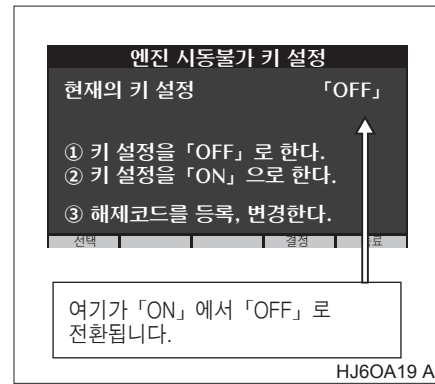 엔진 시동불가 키 설정
현재의 키 설정 「OFF」
① 키 설정을「OFF」로 한다.
② 키 설정을「ON」으로 한다.
③ 해제코드를 등록, 변경한다.
선택 결정
여기가「ON」에서「OFF」로
전환됩니다.
HJ6OA19 A